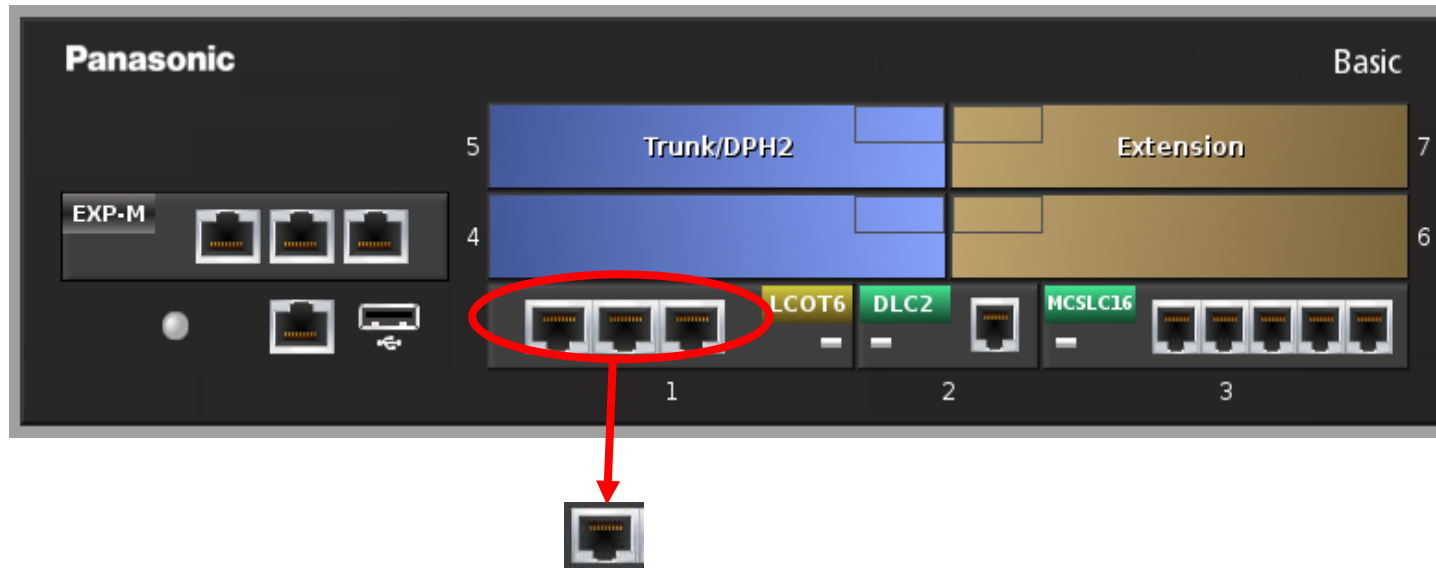 Panasonic
Basic
5
Trunk/DPH2
Extension
7
EXP-M
4
6
LCOT6
DLC2
MCSLC16
1
2
3